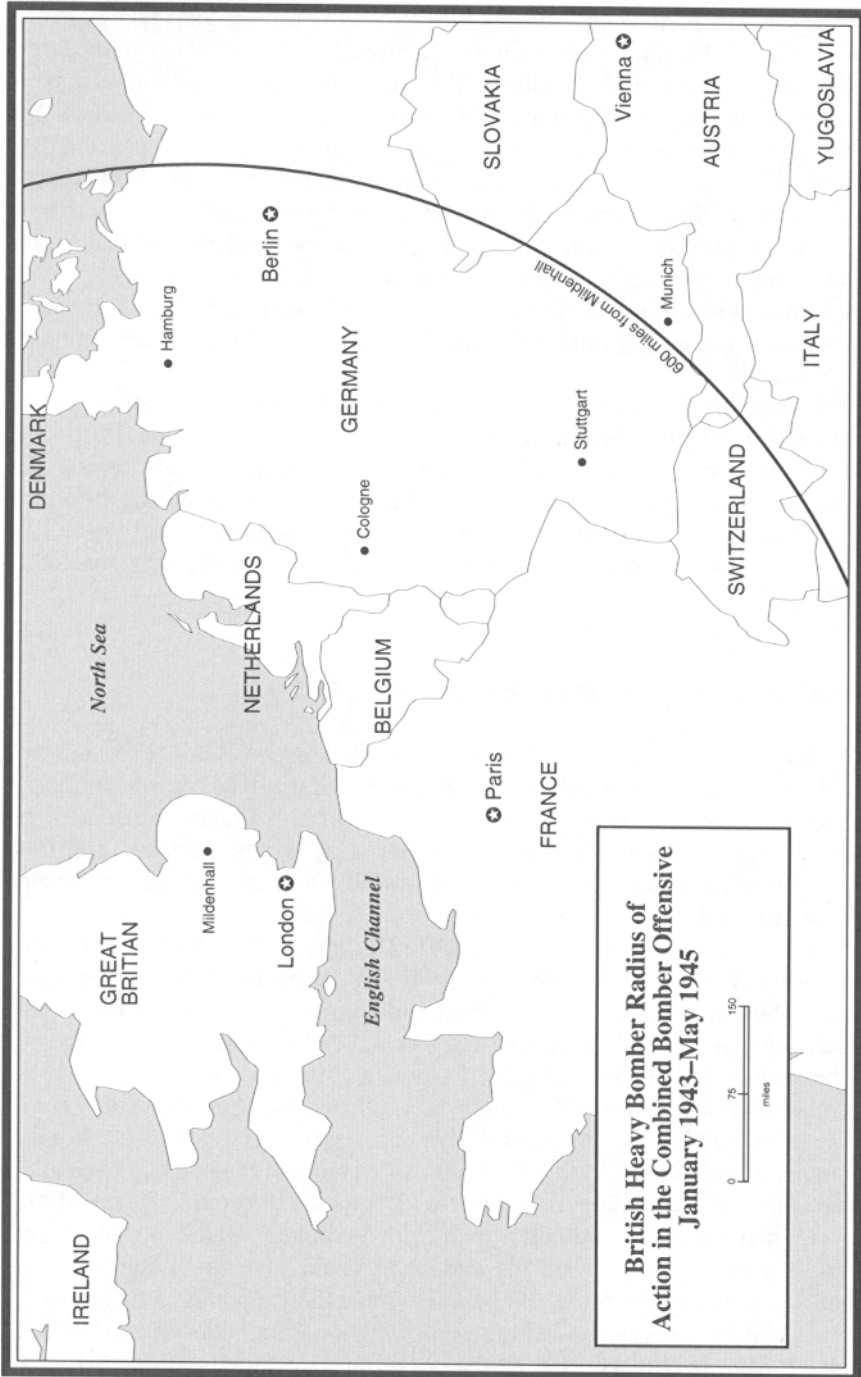 IRELAND
GREAT
BRITIAN
Mildenhall
London
English Channel
North Sea
DENMARK
NETHERLANDS
BELGIUM
Paris
FRANCE
Hamburg
Berlin
GERMANY
Cologne
Stuttgart
Munich
600 miles from Mildenhall
SLOVAKIA
Vienna
AUSTRIA
SWITZERLAND
ITALY
YUGOSLAVIA
British Heavy Bomber Radius of
Action in the Combined Bomber Offensive
January 1943–May 1945
0 75 150
miles